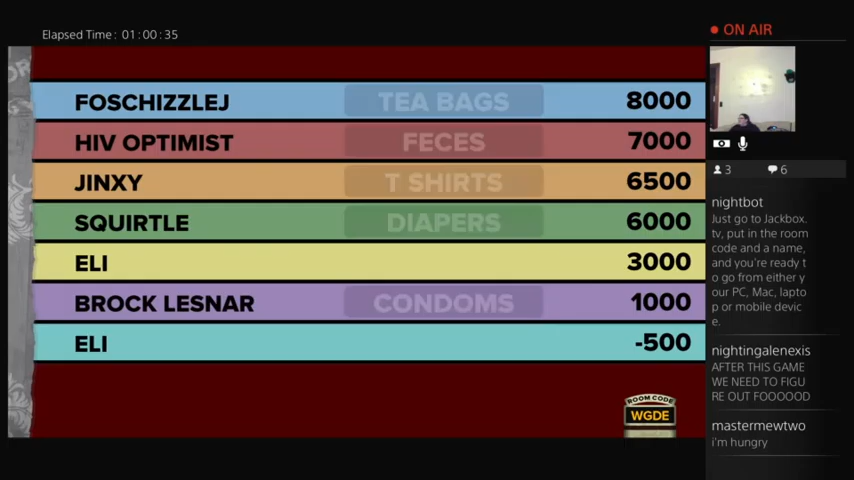 Elapsed Time : 01:00:35
ON AIR
FOSCHIZZLEJ TEA BAGS 8000
HIV OPTIMIST FECES 7000
JINXY T SHIRTS 6500
SQUIRTLE DIAPERS 6000
ELI 3000
BROCK LESNAR CONDOMS 1000
ELI -500
ROOM CODE
WGDE
3 6
nightbot
Just go to Jackbox.
tv, put in the room
code and a name,
and you're ready t
o go from either y
our PC, Mac, lapto
p or mobile devic
e.
nightingalenexis
AFTER THIS GAME
WE NEED TO FIGU
RE OUT FOOOOOD
mastermewtwo
i'm hungry